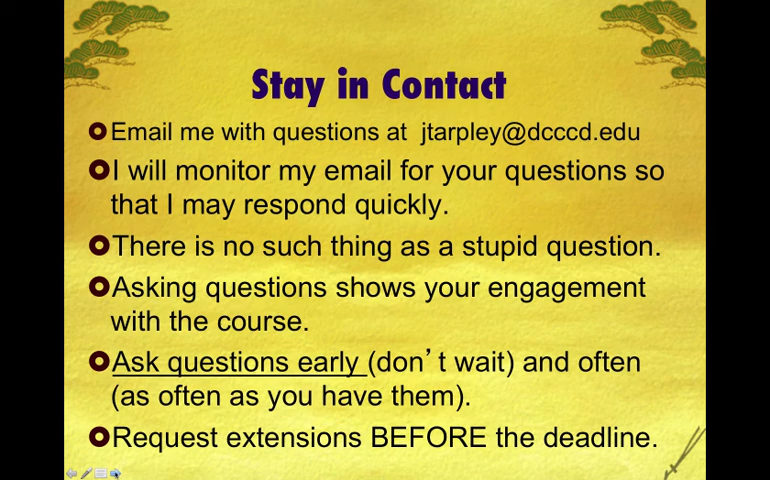 Stay in Contact
Email me with questions at jtarpley@dcccd.edu
I will monitor my email for your questions so
that I may respond quickly.
There is no such thing as a stupid question.
Asking questions shows your engagement
with the course.
Ask questions early (don’t wait) and often
(as often as you have them).
Request extensions BEFORE the deadline.